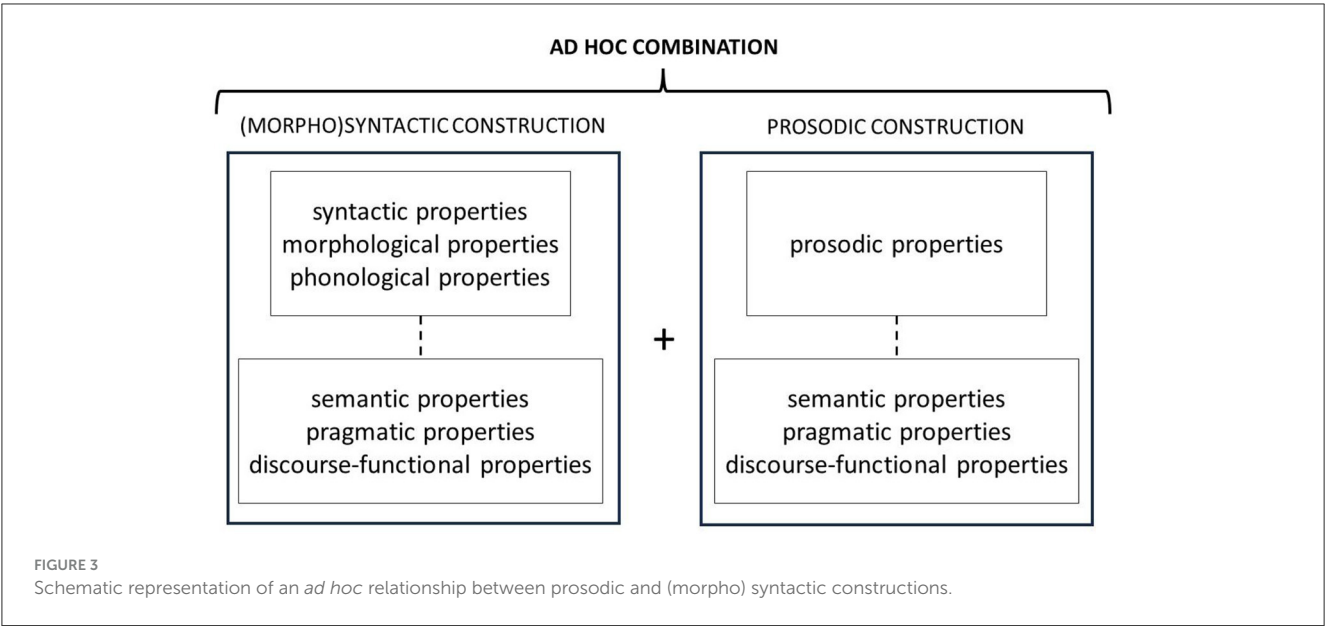 AD HOC COMBINATION
(MORPHO)SYNTACTIC CONSTRUCTION
syntactic properties
morphological properties
phonological properties
semantic properties
pragmatic properties
discourse-functional properties
+
PROSODIC CONSTRUCTION
prosodic properties
semantic properties
pragmatic properties
discourse-functional properties
FIGURE 3
Schematic representation of an ad hoc relationship between prosodic and (morpho) syntactic constructions.